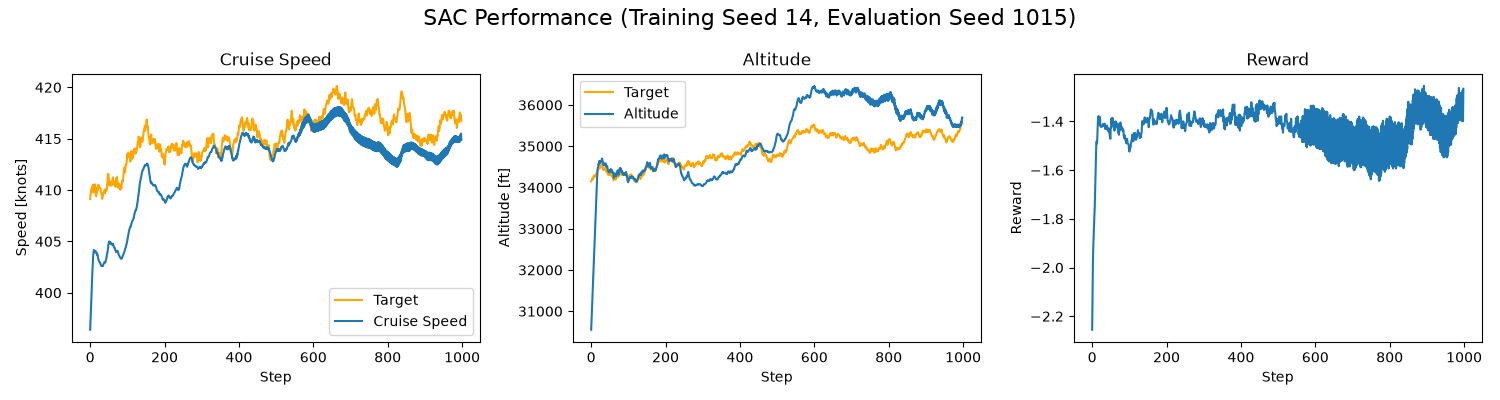 SAC Performance (Training Seed 14, Evaluation Seed 1015)
Cruise Speed
Speed [knots]
420
415
410
405
400
0 200 400 600 800 1000
Step
Target
Cruise Speed
Altitude
Altitude [ft]
36000
35000
34000
33000
32000
31000
0 200 400 600 800 1000
Step
Target
Altitude
Reward
Reward
−1.4
−1.6
−1.8
−2.0
−2.2
0 200 400 600 800 1000
Step